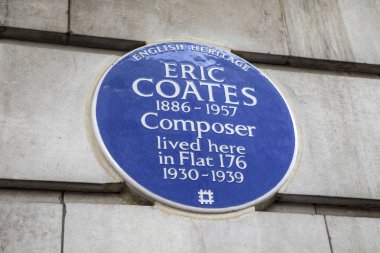 ENGLISH HERITAGE
ERIC
COATES
1886-1957
Composer
lived here
in Flat 176
1930-1939